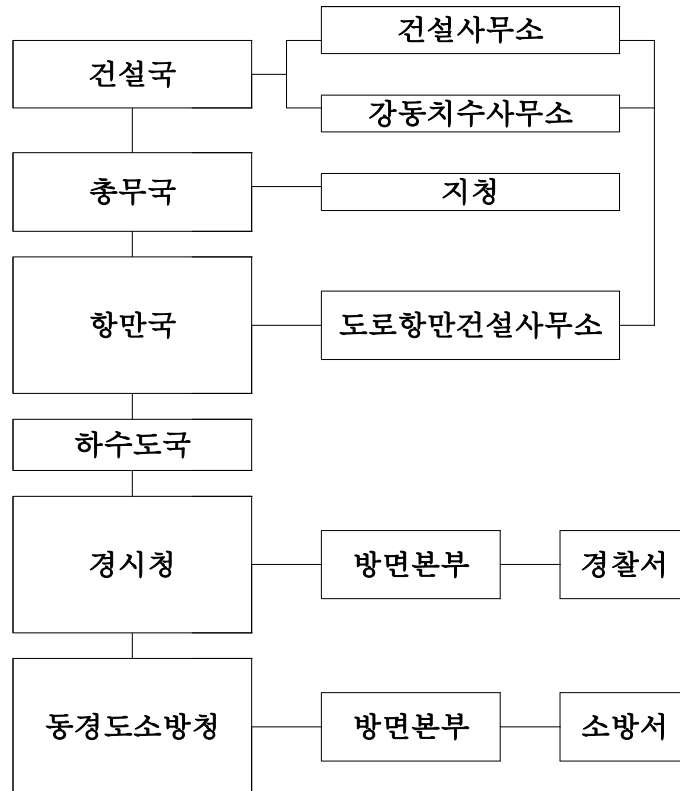 건설사무소
건설국
강동치수사무소
총무국
지청
항만국
도로항만건설사무소
하수도국
경시청
방면본부
경찰서
동경도소방청
방면본부
소방서